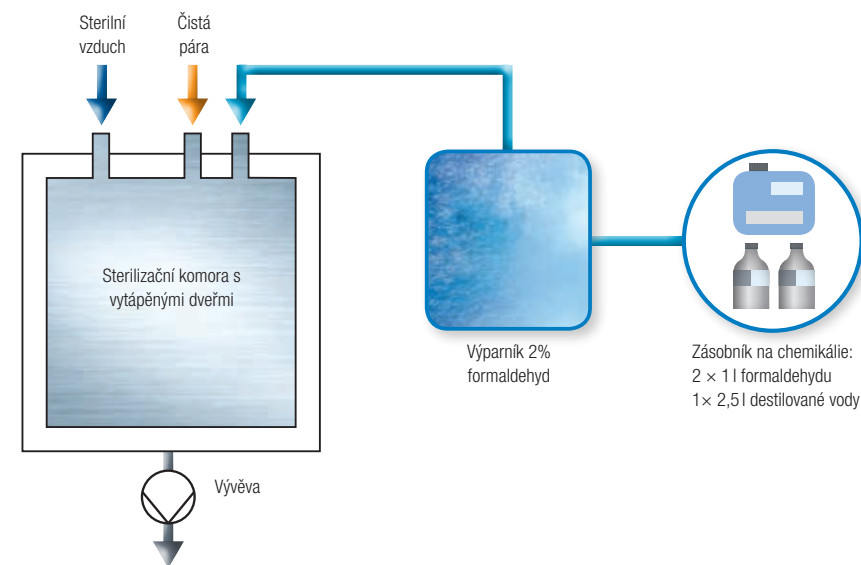 Sterilní
vzduch
Čistá
pára
Sterilizační komora s
vytápěnými dveřmi
Výparník 2%
formaldehyd
Zásobník na chemikálie:
2 × 1 l formaldehydu
1× 2,5 l destilované vody
Vývěva